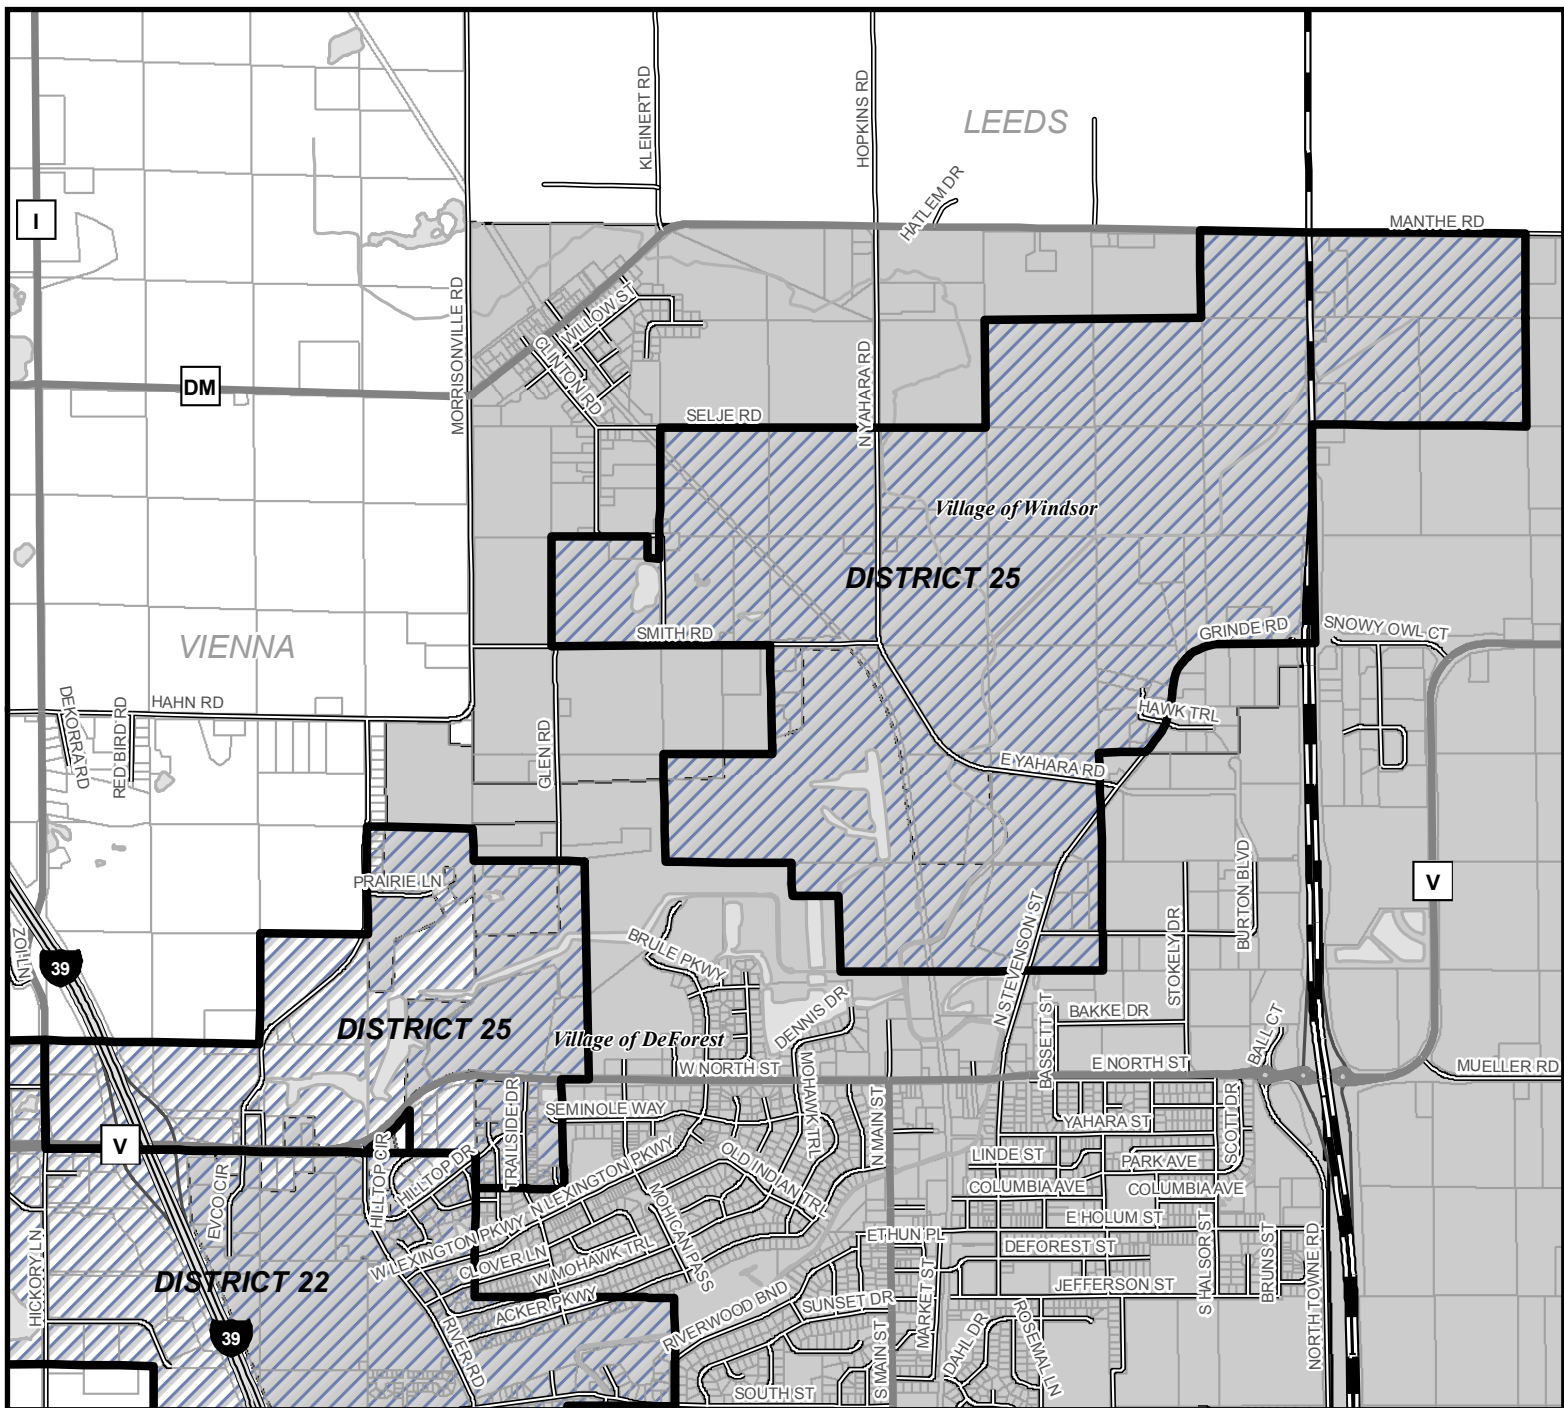 LEEDS
KLEINERT RD
HOPKINS RD
HATLEM DR
MANTHE RD
I
MORRISONVILLE RD
WILLOW ST
CLINTON RD
DM
SELJE RD
N YAHARA RD
Village of Windsor
DISTRICT 25
SMITH RD
GRINDE RD
SNOWY OWL CT
VIENNA
HAHN RD
DEKORRA RD
RED BIRD RD
GLEN RD
HAWK TRL
E YAHARA RD
PRAIRIE LN
V
BURTON BLVD
STOKELY DR
N STEVENSON ST
BRULE PKWY
ZOH LN
39
DISTRICT 25
Village of DeForest
DENNIS DR
BASSETT ST
BAKKE DR
BALL CT
W NORTH ST
E NORTH ST
MUELLER RD
MOHAWK TRL
N MAIN ST
SEMINOLE WAY
TRAILSIDE DR
YAHARA ST
SCOTT DR
V
HILLTOP CIR
HILLTOP DR
N LEXINGTON PKWY
OLD INDIAN TRL
LINDE ST
PARK AVE
COLUMBIA AVE
COLUMBIA AVE
EVCO CIR
MOHICAN PASS
E HOLUM ST
ETHUN PL
S HALSOR ST
BRUNS ST
NORTH TOWNE RD
W LEXINGTON PKWY
CLOVER LN
W MOHAWK TRL
DEFOREST ST
JEFFERSON ST
HICKORY LN
DISTRICT 22
39
ACKER PKWY
RIVER RD
RIVERWOOD BND
SUNSET DR
MARKET ST
DAHL DR
ROSEMAL LN
S MAIN ST
SOUTH ST